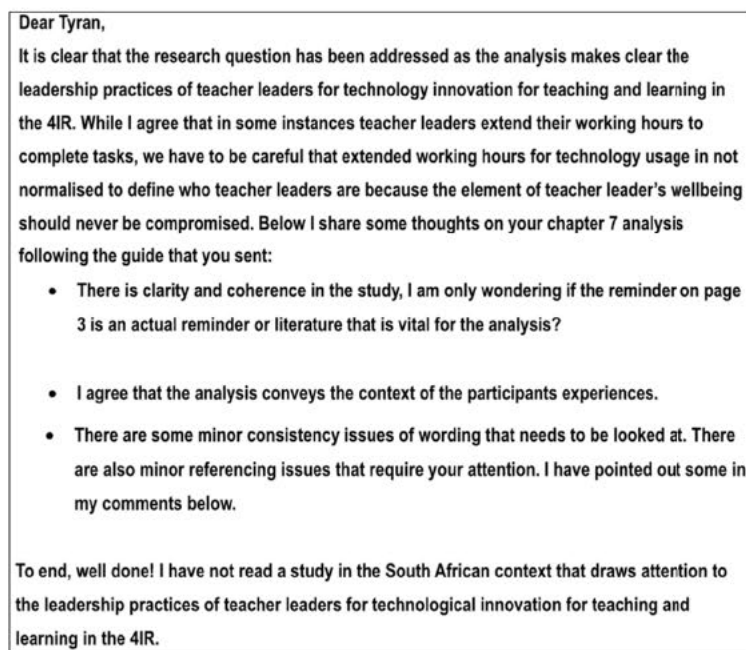 Dear Tyran,
It is clear that the research question has been addressed as the analysis makes clear the
leadership practices of teacher leaders for technology innovation for teaching and learning in
the 4IR. While I agree that in some instances teacher leaders extend their working hours to
complete tasks, we have to be careful that extended working hours for technology usage in not
normalised to define who teacher leaders are because the element of teacher leader's wellbeing
should never be compromised. Below I share some thoughts on your chapter 7 analysis
following the guide that you sent:
• There is clarity and coherence in the study, I am only wondering if the reminder on page
3 is an actual reminder or literature that is vital for the analysis?
• I agree that the analysis conveys the context of the participants experiences.
• There are some minor consistency issues of wording that needs to be looked at. There
are also minor referencing issues that require your attention. I have pointed out some in
my comments below.
To end, well done! I have not read a study in the South African context that draws attention to
the leadership practices of teacher leaders for technological innovation for teaching and
learning in the 4IR.